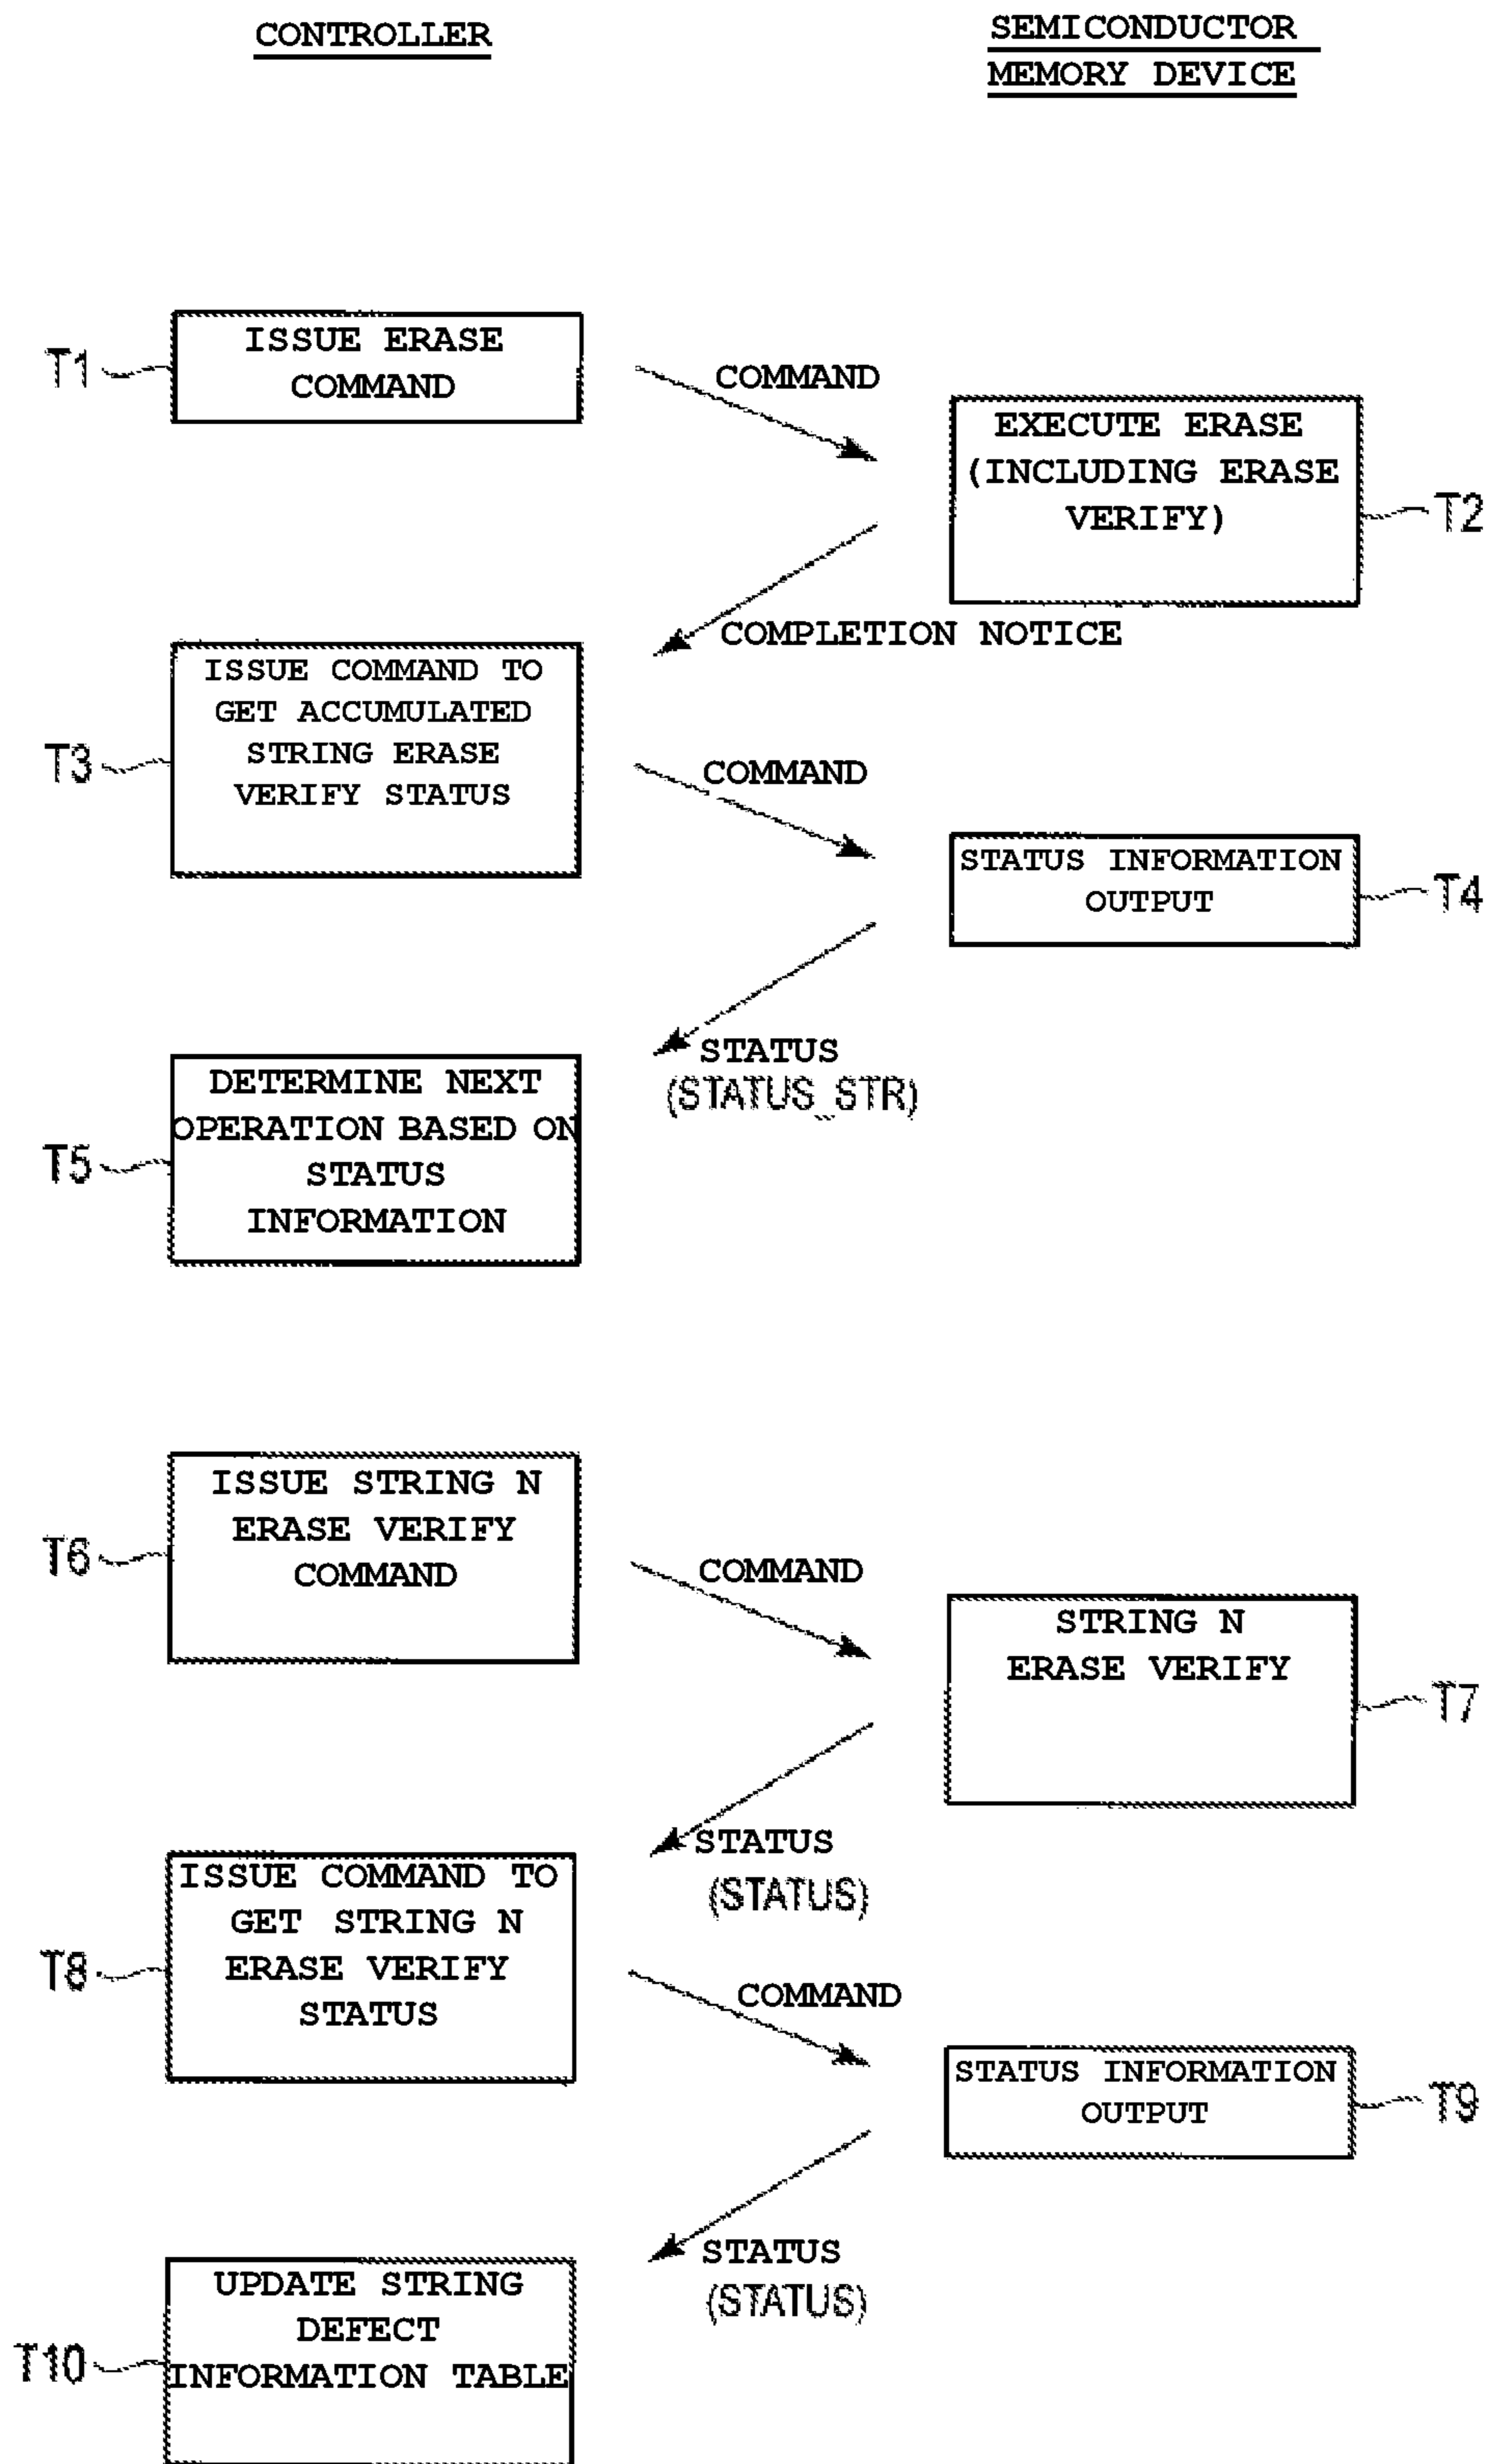 CONTROLLER
SEMICONDUCTOR
MEMORY DEVICE
T1
ISSUE ERASE
COMMAND
COMMAND
EXECUTE ERASE
(INCLUDING ERASE
VERIFY)
T2
COMPLETION NOTICE
T3
ISSUE COMMAND TO
GET ACCUMULATED
STRING ERASE
VERIFY STATUS
COMMAND
STATUS INFORMATION
OUTPUT
T4
STATUS
(STATUS_STR)
T5
DETERMINE NEXT
OPERATION BASED ON
STATUS
INFORMATION
T6
ISSUE STRING N
ERASE VERIFY
COMMAND
COMMAND
STRING N
ERASE VERIFY
T7
STATUS
(STATUS)
T8
ISSUE COMMAND TO
GET STRING N
ERASE VERIFY
STATUS
COMMAND
STATUS INFORMATION
OUTPUT
T9
STATUS
(STATUS)
T10
UPDATE STRING
DEFECT
INFORMATION TABLE